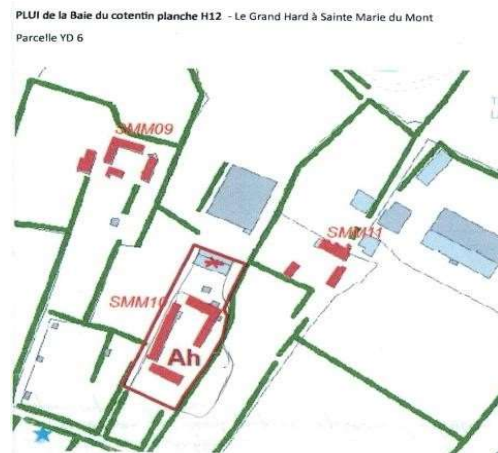 PLUI de la Baie du cotentin planche H12 - Le Grand Hard à Sainte Marie du Mont
Parcelle YD 6
SMM09
SMM11
SMM10
Ah